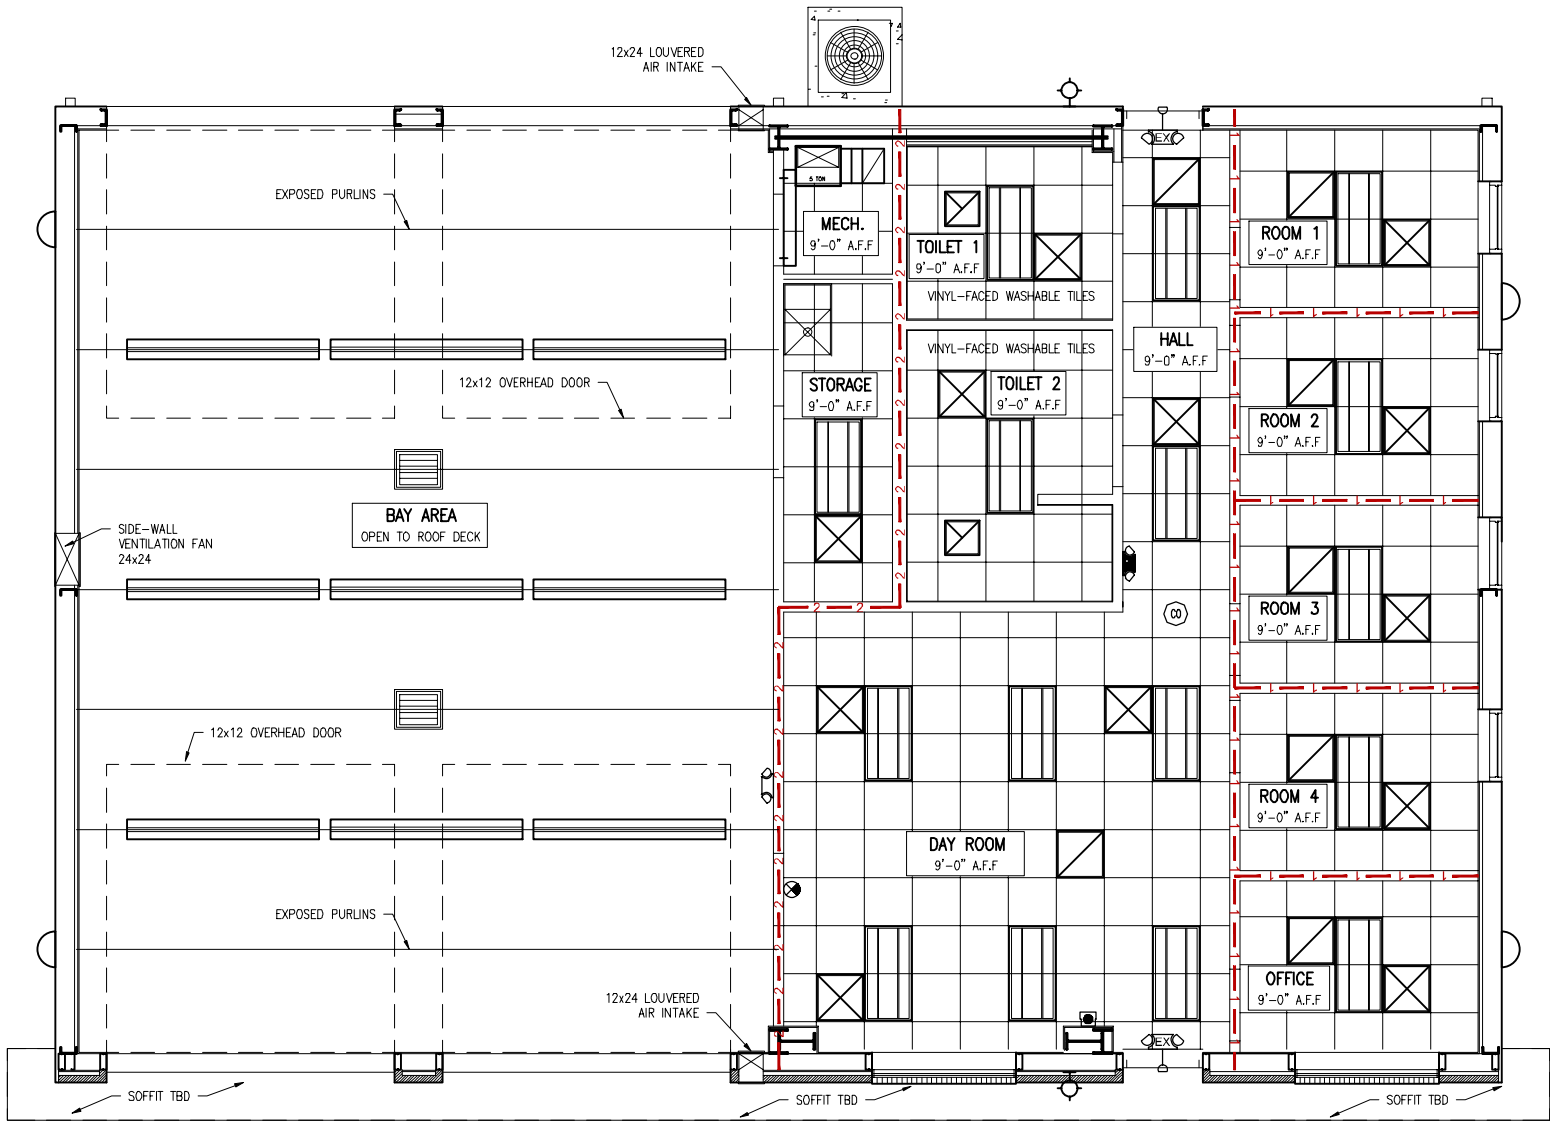 12x24 LOUVERED
AIR INTAKE
EX
EXPOSED PURLINS
5 TON
MECH.
9'-0" A.F.F
TOILET 1
9'-0" A.F.F
VINYL-FACED WASHABLE TILES
ROOM 1
9'-0" A.F.F
VINYL-FACED WASHABLE TILES
HALL
9'-0" A.F.F
12x12 OVERHEAD DOOR
STORAGE
9'-0" A.F.F
TOILET 2
9'-0" A.F.F
ROOM 2
9'-0" A.F.F
BAY AREA
OPEN TO ROOF DECK
SIDE-WALL
VENTILATION FAN
24x24
2 2
CO
ROOM 3
9'-0" A.F.F
12x12 OVERHEAD DOOR
ROOM 4
9'-0" A.F.F
DAY ROOM
9'-0" A.F.F
EXPOSED PURLINS
OFFICE
9'-0" A.F.F
12x24 LOUVERED
AIR INTAKE
EX
SOFFIT TBD
SOFFIT TBD
SOFFIT TBD